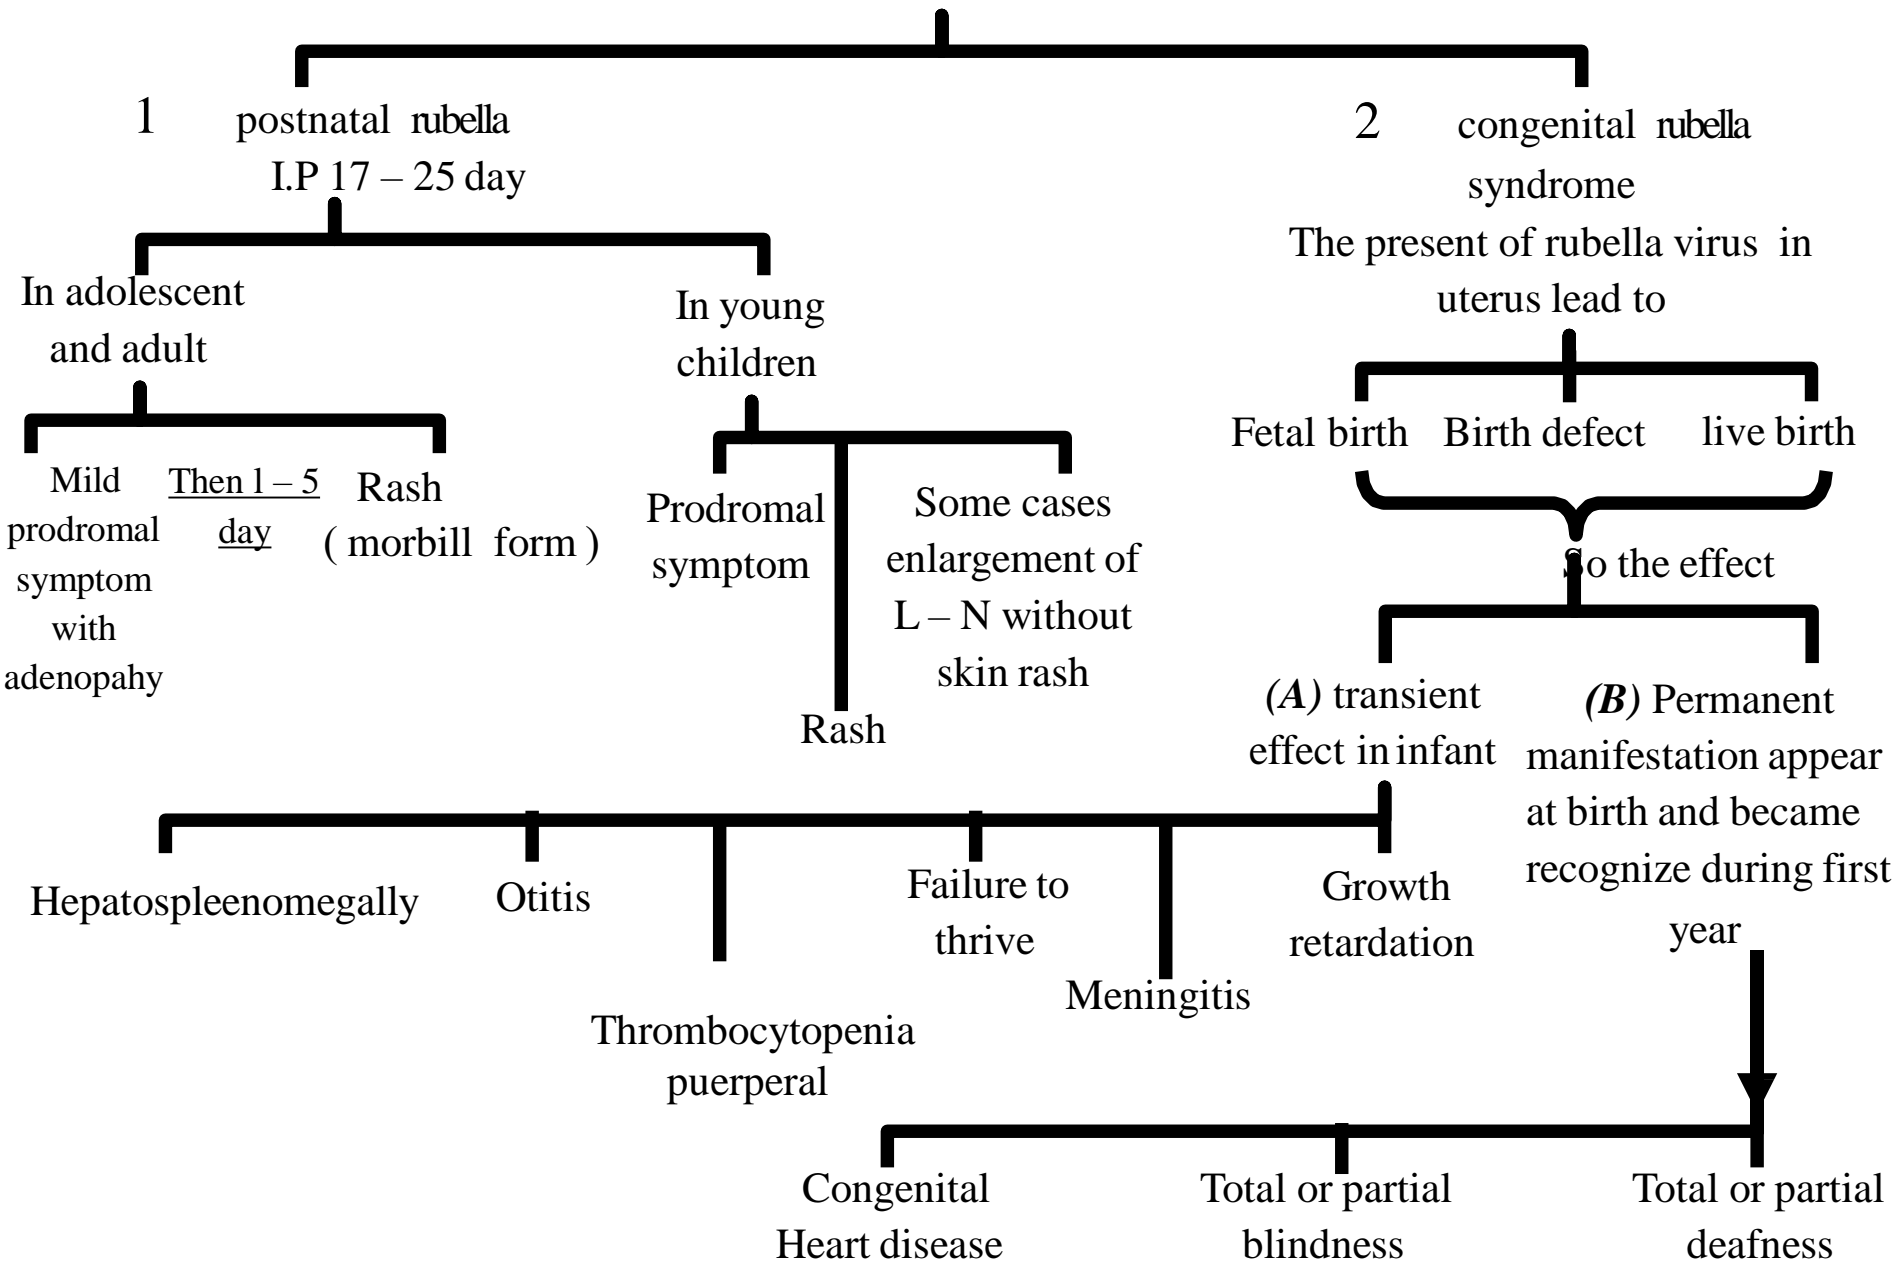 1 postnatal rubella
I.P 17 – 25 day
In adolescent
and adult
Mild
prodromal
symptom
with
adenopahy
Then 1 – 5
day
Rash
( morbill form )
In young
children
Prodromal
symptom
Rash
Some cases
enlargement of
L – N without
skin rash
2 congenital rubella
syndrome
The present of rubella virus in
uterus lead to
Fetal birth
Birth defect
live birth
So the effect
(A) transient
effect in infant
Hepatospleenomegally
Otitis
Thrombocytopenia
puerperal
Failure to
thrive
Meningitis
Growth
retardation
(B) Permanent
manifestation appear
at birth and became
recognize during first
year
Congenital
Heart disease
Total or partial
blindness
Total or partial
deafness